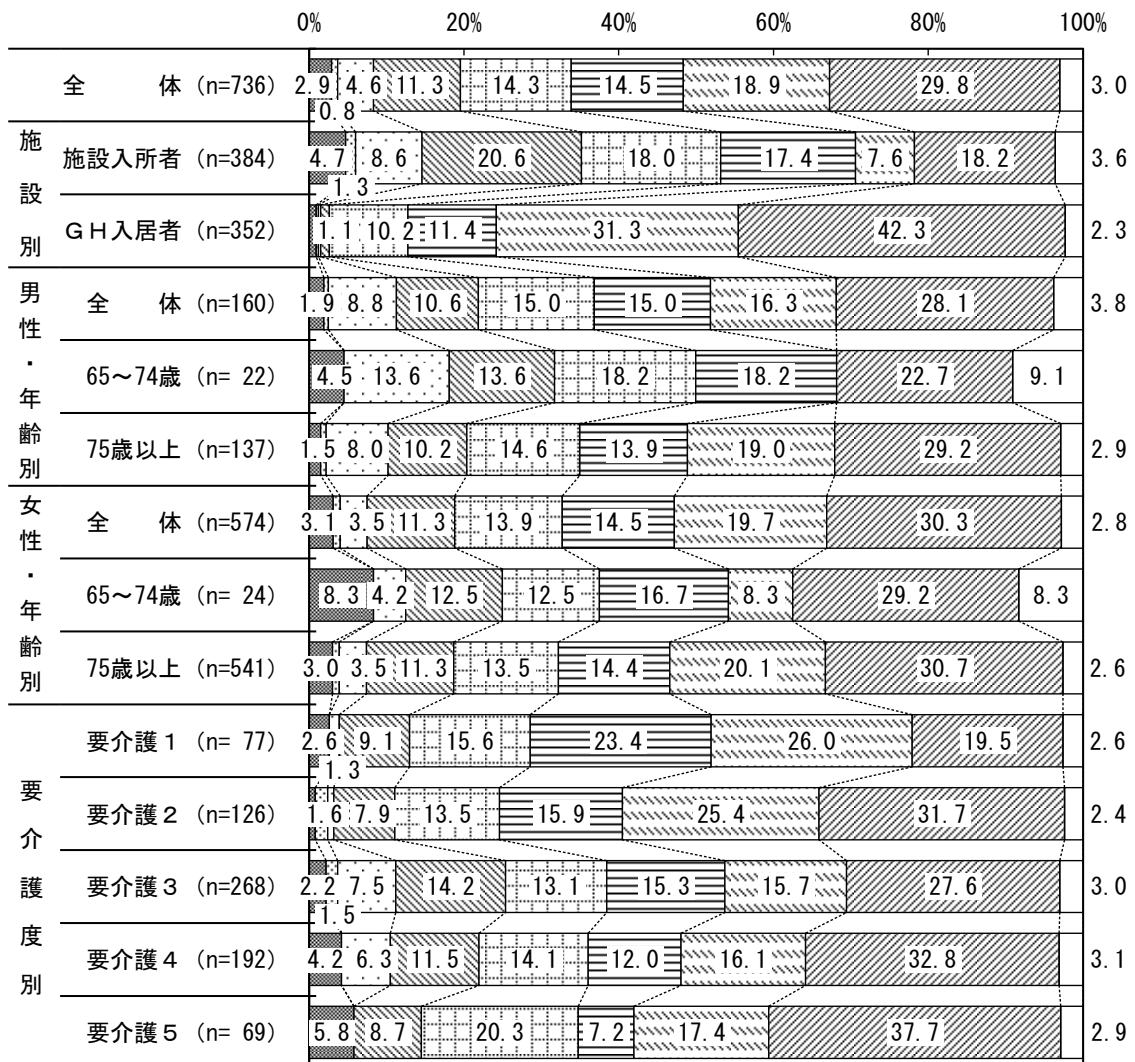 0% 20% 40% 60% 80% 100%
施設別
男性・年齢別
女性・年齢別
要介護度別
全 体 (n=736) 2.9 0.8 4.6 11.3 14.3 14.5 18.9 29.8 3.0
施設入所者 (n=384) 4.7 1.3 8.6 20.6 18.0 17.4 7.6 18.2 3.6
ＧＨ入居者 (n=352) 1.1 10.2 11.4 31.3 42.3 2.3
全 体 (n=160) 1.9 8.8 10.6 15.0 15.0 16.3 28.1 3.8
65～74歳 (n= 22) 4.5 13.6 13.6 18.2 18.2 22.7 9.1
75歳以上 (n=137) 1.5 8.0 10.2 14.6 13.9 19.0 29.2 2.9
全 体 (n=574) 3.1 3.5 11.3 13.9 14.5 19.7 30.3 2.8
65～74歳 (n= 24) 8.3 4.2 12.5 12.5 16.7 8.3 29.2 8.3
75歳以上 (n=541) 3.0 3.5 11.3 13.5 14.4 20.1 30.7 2.6
要介護１ (n= 77) 2.6 1.3 9.1 15.6 23.4 26.0 19.5 2.6
要介護２ (n=126) 1.6 7.9 13.5 15.9 25.4 31.7 2.4
要介護３ (n=268) 2.2 1.5 7.5 14.2 13.1 15.3 15.7 27.6 3.0
要介護４ (n=192) 4.2 6.3 11.5 14.1 12.0 16.1 32.8 3.1
要介護５ (n= 69) 5.8 8.7 20.3 7.2 17.4 37.7 2.9